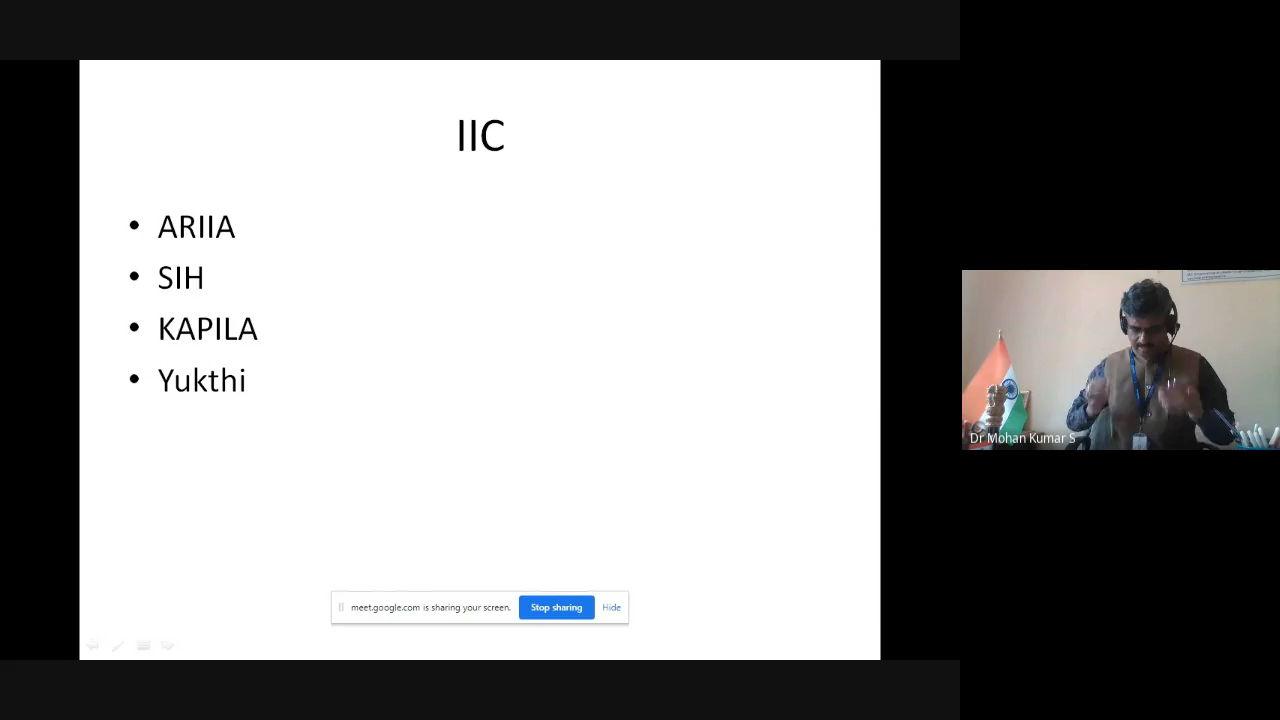 IIC
• ARIIA
• SIH
• KAPILA
• Yukthi
meet.google.com is sharing your screen. Stop sharing Hide
Dr Mohan Kumar S